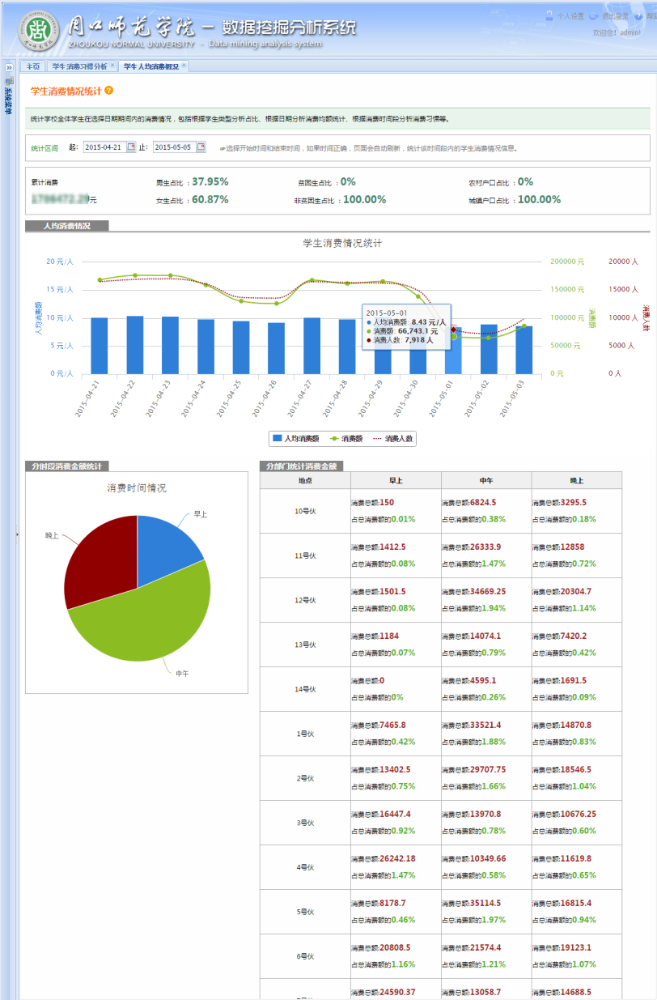 周口师范学院 – 数据挖掘分析系统
ZHOUKOU NORMAL UNIVERSITY - Data mining analysis system
个人设置 退出登录 帮助
欢迎您! admin!
主页 学生消费习惯分析 学生人均消费概况
系统菜单
学生消费情况统计
统计学校全体学生在选择日期期间内的消费情况，包括根据学生类型分析占比、根据日期分析消费均额统计、根据消费时间段分析消费习惯等。
统计区间 起: 2015-04-21 止: 2015-05-05 选择开始时间和结束时间，如果时间正确，页面会自动刷新，统计该时间段内的学生消费情况信息。
累计消费 男生占比 : 37.95% 贫困生占比 : 0% 农村户口占比 : 0%
元 女生占比 : 60.87% 非贫困生占比 : 100.00% 城镇户口占比 : 100.00%
人均消费情况
学生消费情况统计
20 元/人 200000 元 20000 人
15 元/人 150000 元 15000 人
10 元/人 100000 元 10000 人
5 元/人 50000 元 5000 人
0 元/人 0 元 0 人
人均消费额
消费额
消费人数
2015-05-01
人均消费额: 8.43 元/人
消费额: 66,743.1 元
消费人数: 7,918 人
2015-04-21 2015-04-22 2015-04-23 2015-04-24 2015-04-25 2015-04-26 2015-04-27 2015-04-28 2015-04-29 2015-04-30 2015-05-01 2015-05-02 2015-05-03
人均消费额 消费额 消费人数
分时段消费金额统计
消费时间情况
早上
晚上
中午
分部门统计消费金额
地点 早上 中午 晚上
10号伙 消费总额:150 消费总额:6824.5 消费总额:3295.5
占总消费额的0.01% 占总消费额的0.38% 占总消费额的0.18%
11号伙 消费总额:1412.5 消费总额:26333.9 消费总额:12858
占总消费额的0.08% 占总消费额的1.47% 占总消费额的0.72%
12号伙 消费总额:1501.5 消费总额:34669.25 消费总额:20304.7
占总消费额的0.08% 占总消费额的1.94% 占总消费额的1.14%
13号伙 消费总额:1184 消费总额:14074.1 消费总额:7420.2
占总消费额的0.07% 占总消费额的0.79% 占总消费额的0.42%
14号伙 消费总额:0 消费总额:4595.1 消费总额:1691.5
占总消费额的0% 占总消费额的0.26% 占总消费额的0.09%
1号伙 消费总额:7465.8 消费总额:33521.4 消费总额:14870.8
占总消费额的0.42% 占总消费额的1.88% 占总消费额的0.83%
2号伙 消费总额:13402.5 消费总额:29707.75 消费总额:18546.5
占总消费额的0.75% 占总消费额的1.66% 占总消费额的1.04%
3号伙 消费总额:16447.4 消费总额:13970.8 消费总额:10676.25
占总消费额的0.92% 占总消费额的0.78% 占总消费额的0.60%
4号伙 消费总额:26242.18 消费总额:10349.66 消费总额:11619.8
占总消费额的1.47% 占总消费额的0.58% 占总消费额的0.65%
5号伙 消费总额:8178.7 消费总额:35114.5 消费总额:16815.4
占总消费额的0.46% 占总消费额的1.97% 占总消费额的0.94%
6号伙 消费总额:20808.5 消费总额:21574.4 消费总额:19123.1
占总消费额的1.16% 占总消费额的1.21% 占总消费额的1.07%
消费总额:24590.37 消费总额:13058.7 消费总额:14688.5